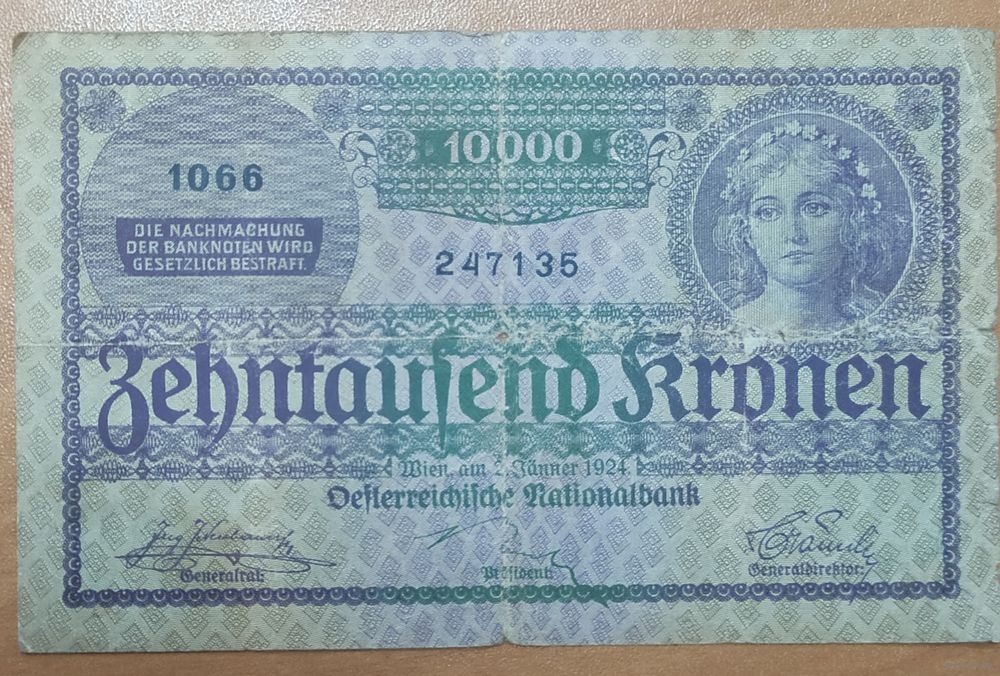 10.000
1066
DIE NACHMACHUNG
DER BANKNOTEN WIRD
GESETZLICH BESTRAFT.
247135
Zehntauſend Kronen
Wien, am 2. Jänner 1924
Oeſterreichiſche Nationalbank
Generalrat:
Präſident:
Generaldirektor: